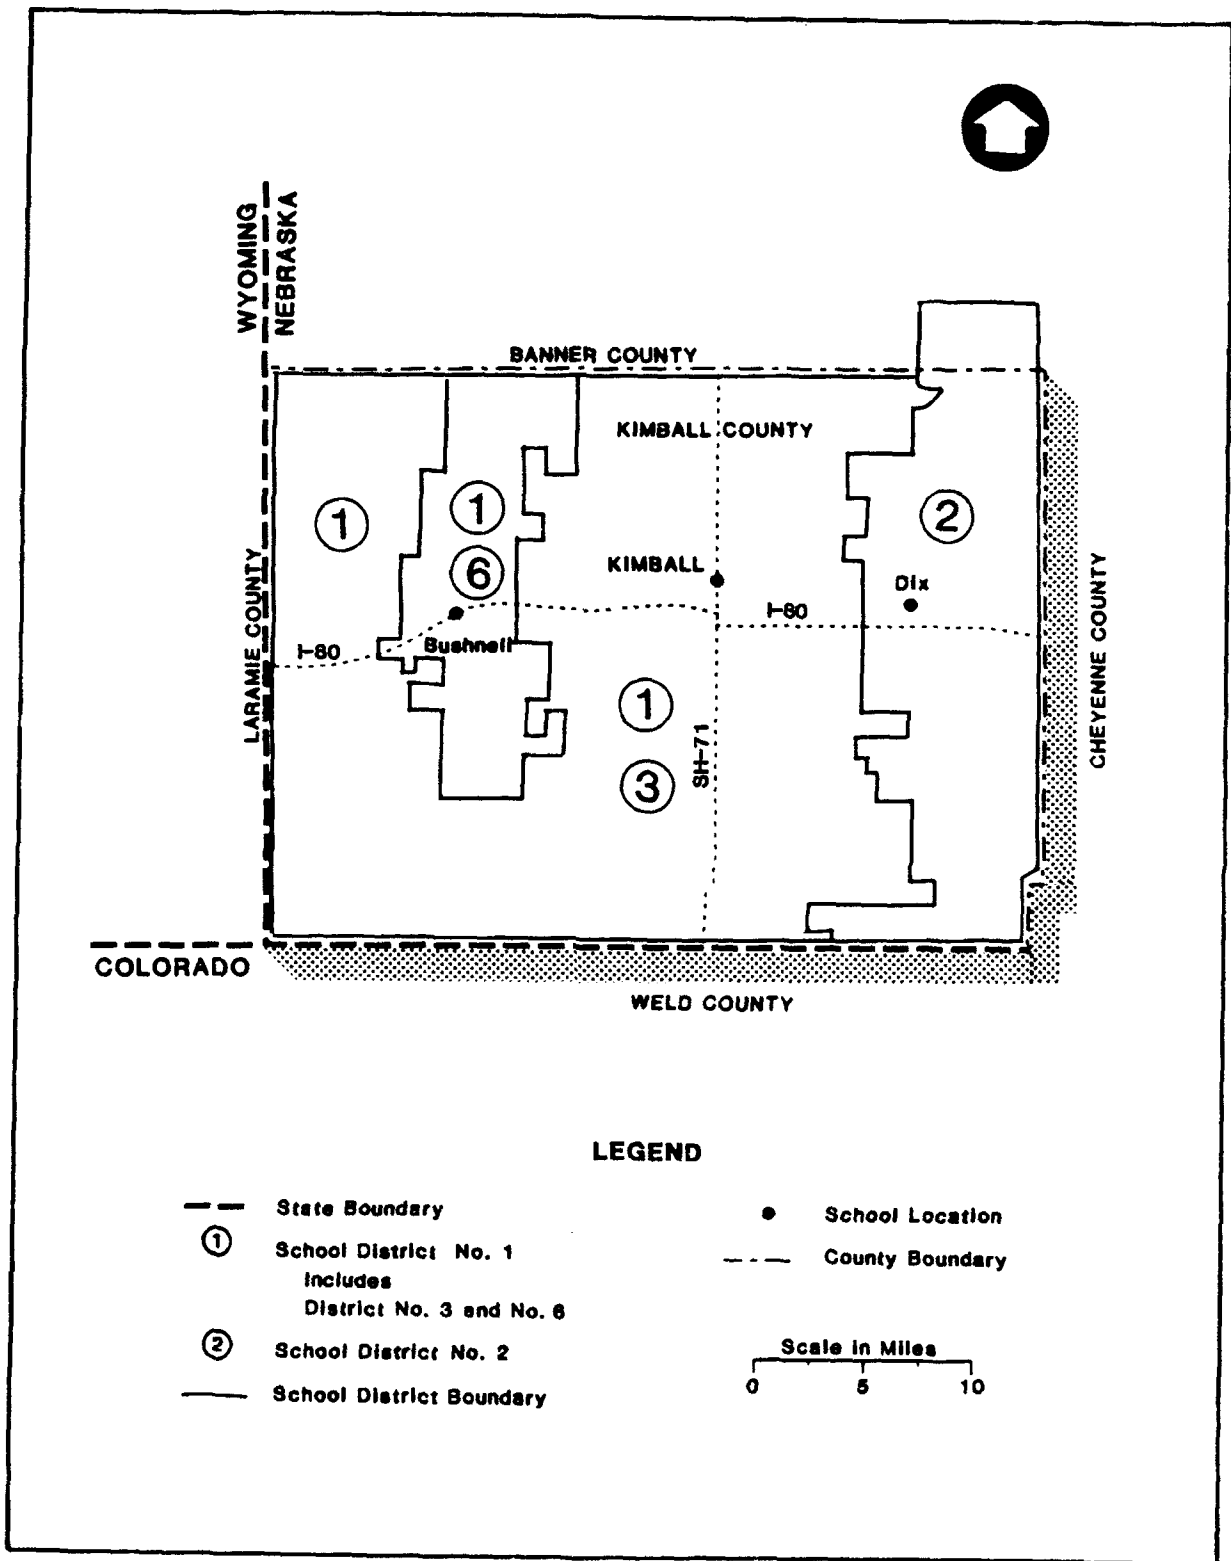 WYOMING
NEBRASKA
BANNER COUNTY
KIMBALL COUNTY
1
1
2
6
KIMBALL
Dix
I-80
I-80
Bushnell
LARAMIE COUNTY
CHEYENNE COUNTY
1
SH-71
3
COLORADO
WELD COUNTY
LEGEND
State Boundary
1 School District No. 1
Includes
District No. 3 and No. 6
2 School District No. 2
School District Boundary
School Location
County Boundary
Scale in Miles
0 5 10